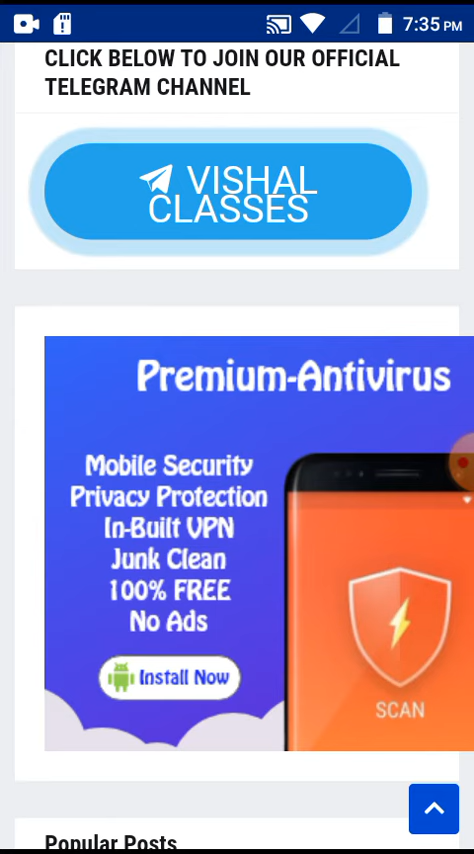 7:35 PM
CLICK BELOW TO JOIN OUR OFFICIAL
TELEGRAM CHANNEL
VISHAL
CLASSES
Premium-Antivirus
Mobile Security
Privacy Protection
In-Built VPN
Junk Clean
100% FREE
No Ads
Install Now
SCAN
Popular Posts